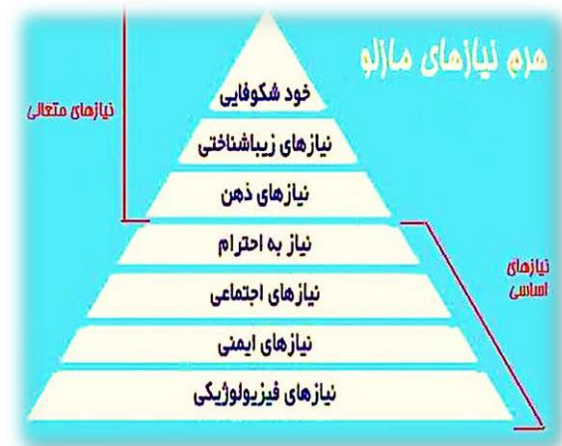 هرم نیازهای مازلو
خود شکوفایی
نیازهای متعالی
نیازهای زیباشناختی
نیازهای ذهن
نیاز به احترام
نیازهای اجتماعی
نیازهای ایمنی
نیازهای فیزیولوژیکی
نیازهای
اساسی